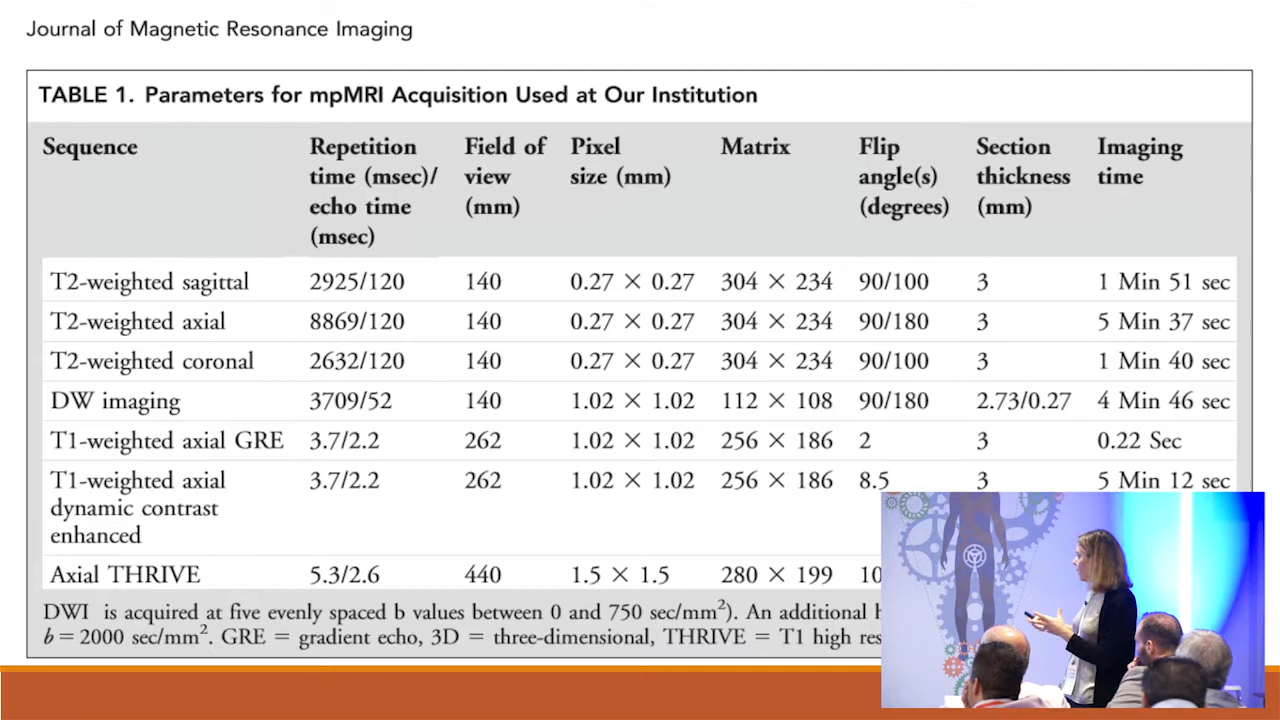 Journal of Magnetic Resonance Imaging
TABLE 1. Parameters for mpMRI Acquisition Used at Our Institution
Sequence Repetition time (msec)/ echo time (msec) Field of view (mm) Pixel size (mm) Matrix Flip angle(s) (degrees) Section thickness (mm) Imaging time
T2-weighted sagittal 2925/120 140 0.27 × 0.27 304 × 234 90/100 3 1 Min 51 sec
T2-weighted axial 8869/120 140 0.27 × 0.27 304 × 234 90/180 3 5 Min 37 sec
T2-weighted coronal 2632/120 140 0.27 × 0.27 304 × 234 90/100 3 1 Min 40 sec
DW imaging 3709/52 140 1.02 × 1.02 112 × 108 90/180 2.73/0.27 4 Min 46 sec
T1-weighted axial GRE 3.7/2.2 262 1.02 × 1.02 256 × 186 2 3 0.22 Sec
T1-weighted axial dynamic contrast enhanced 3.7/2.2 262 1.02 × 1.02 256 × 186 8.5 3 5 Min 12 sec
Axial THRIVE 5.3/2.6 440 1.5 × 1.5 280 × 199 10
DWI is acquired at five evenly spaced b values between 0 and 750 sec/mm²). An additional
b = 2000 sec/mm². GRE = gradient echo, 3D = three-dimensional, THRIVE = T1 high